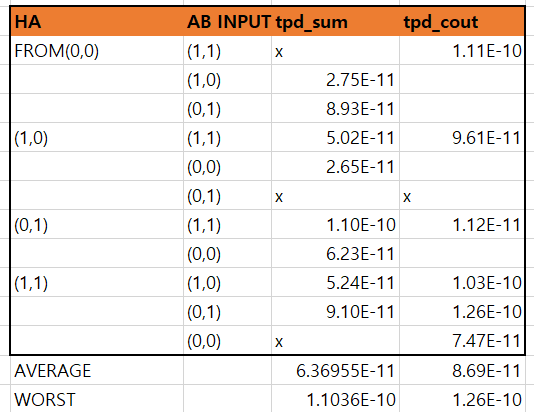 HA AB INPUT tpd_sum tpd_cout
FROM(0,0) (1,1) x 1.11E-10
(1,0) 2.75E-11
(0,1) 8.93E-11
(1,0) (1,1) 5.02E-11 9.61E-11
(0,0) 2.65E-11
(0,1) x x
(0,1) (1,1) 1.10E-10 1.12E-11
(0,0) 6.23E-11
(1,1) (1,0) 5.24E-11 1.03E-10
(0,1) 9.10E-11 1.26E-10
(0,0) x 7.47E-11
AVERAGE 6.36955E-11 8.69E-11
WORST 1.1036E-10 1.26E-10